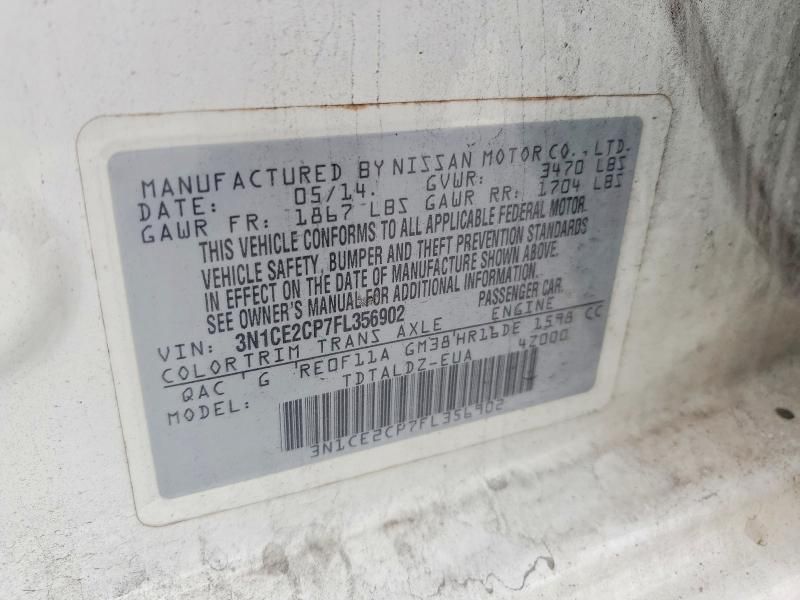 MANUFACTURED BY NISSAN MOTOR CO., LTD.
DATE: 05/14. GVWR: 3470 LBS
GAWR FR: 1867 LBS GAWR RR: 1704 LBS
THIS VEHICLE CONFORMS TO ALL APPLICABLE FEDERAL MOTOR
VEHICLE SAFETY, BUMPER AND THEFT PREVENTION STANDARDS
IN EFFECT ON THE DATE OF MANUFACTURE SHOWN ABOVE.
SEE OWNER'S MANUAL FOR ADDITIONAL INFORMATION.
VIN: 3N1CE2CP7FL356902 PASSENGER CAR.
COLOR TRIM TRANS AXLE ENGINE
QAC G RE0F11A GM38 HR16DE 1598 CC
MODEL: TDTALDZ-EUA 4Z000
3N1CE2CP7FL356902